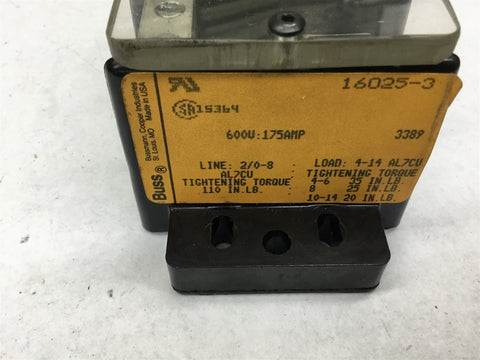 Buss
Bussmann, Cooper Industries
St. Louis, MO Made in USA
16025-3
15364
600V:175AMP 3389
LINE: 2/0-8 : LOAD: 4-14 AL7CU
AL7CU : TIGHTENING TORQUE
TIGHTENING TORQUE : 4-6 35 IN.LB.
110 IN.LB. : 8 25 IN.LB.
10-14 20 IN.LB.